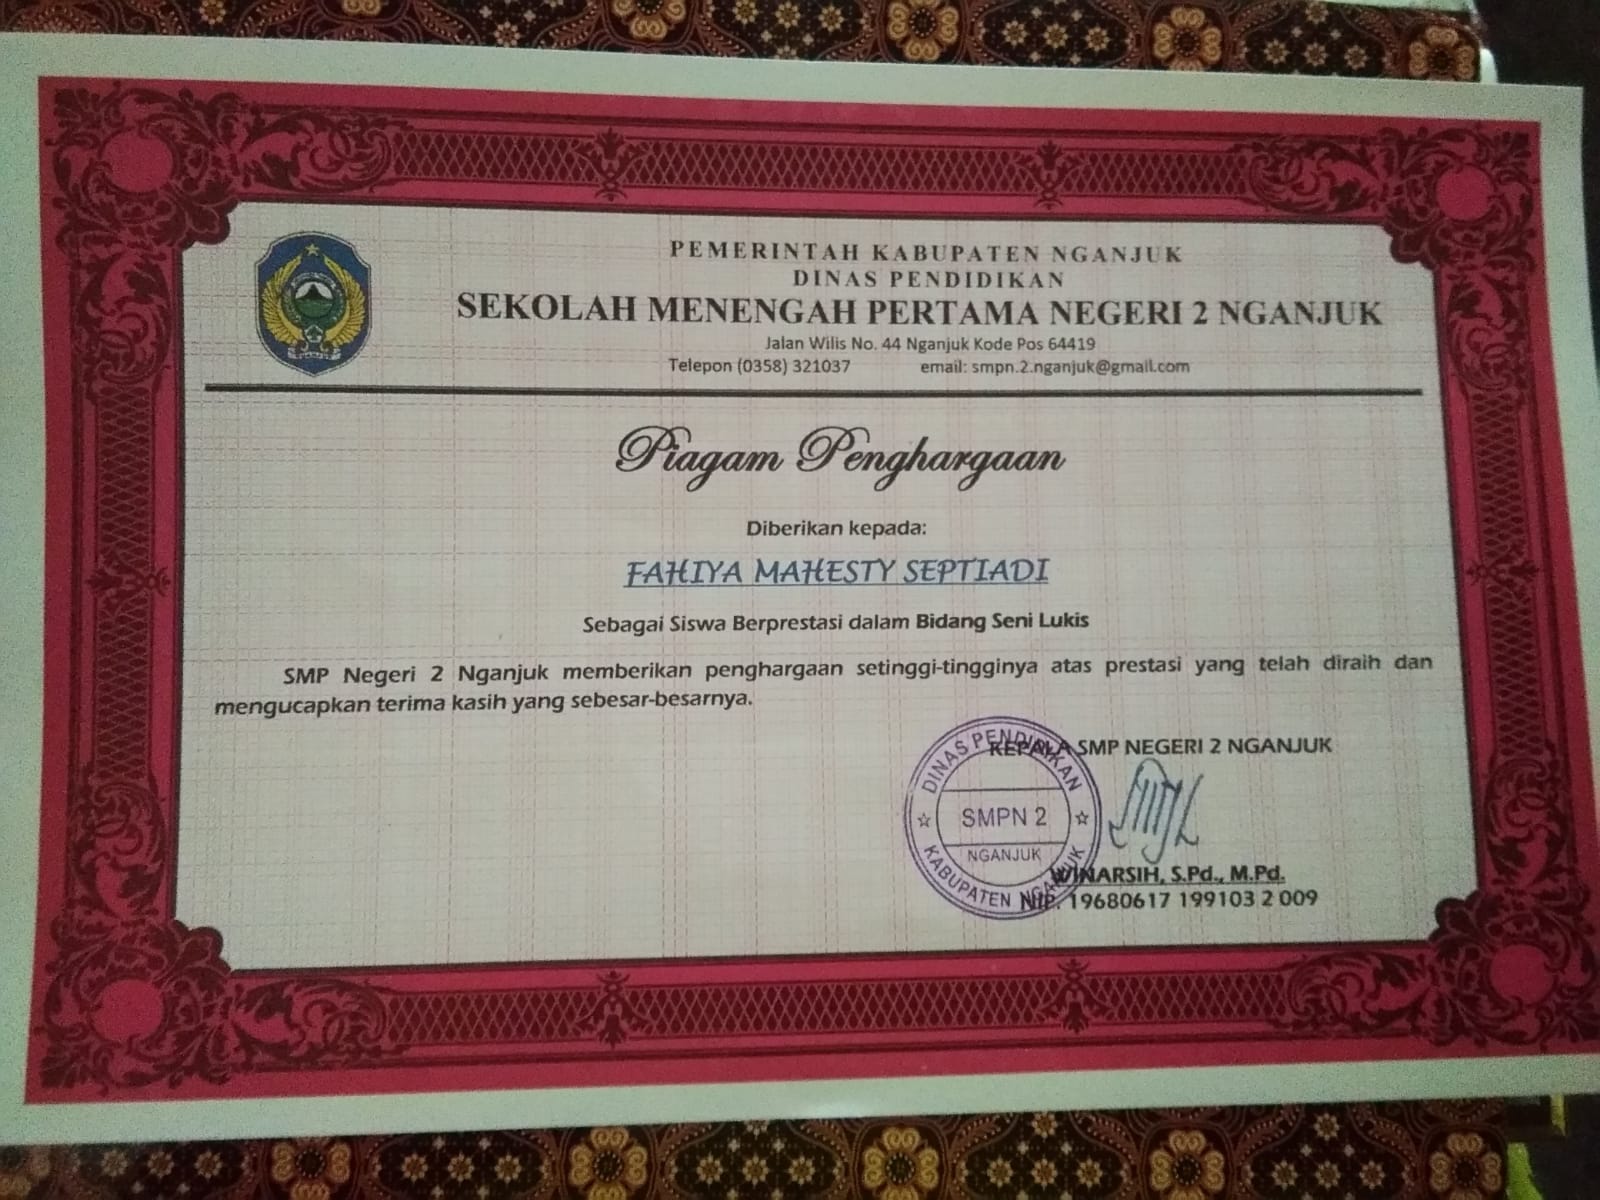 PEMERINTAH KABUPATEN NGANJUK
DINAS PENDIDIKAN
SEKOLAH MENENGAH PERTAMA NEGERI 2 NGANJUK
Jalan Wilis No. 44 Nganjuk Kode Pos 64419
Telepon (0358) 321037 email: smpn.2.nganjuk@gmail.com
Piagam Penghargaan
Diberikan kepada:
FAHIYA MAHESTY SEPTIADI
Sebagai Siswa Berprestasi dalam Bidang Seni Lukis
SMP Negeri 2 Nganjuk memberikan penghargaan setinggi-tingginya atas prestasi yang telah diraih dan
mengucapkan terima kasih yang sebesar-besarnya.
KEPALA SMP NEGERI 2 NGANJUK
DINAS PENDIDIKAN
SMPN 2
NGANJUK
KABUPATEN NGANJUK
WINARSIH, S.Pd., M.Pd.
NIP. 19680617 199103 2 009